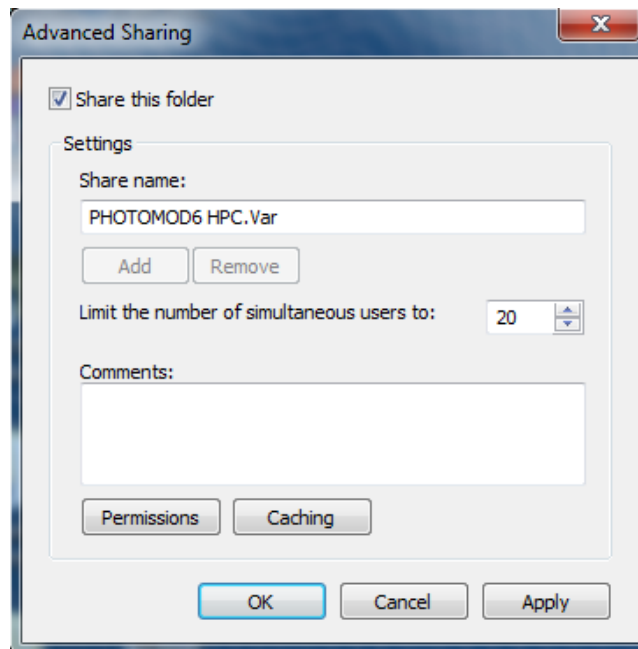 Advanced Sharing
Share this folder
Settings
Share name:
PHOTOMOD6 HPC.Var
Add Remove
Limit the number of simultaneous users to: 20
Comments:
Permissions Caching
OK Cancel Apply